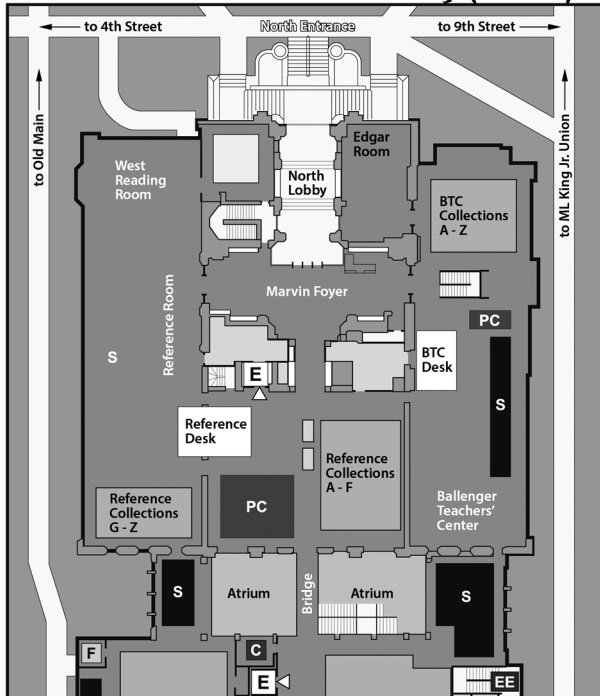 to 4th Street
North Entrance
to 9th Street
to Old Main
to ML King Jr. Union
West
Reading
Room
Edgar
Room
North
Lobby
BTC
Collections
A - Z
Marvin Foyer
Reference Room
PC
S
E
BTC
Desk
S
Reference
Desk
Reference
Collections
A - F
Reference
Collections
G - Z
PC
Ballenger
Teachers'
Center
S
Atrium
Bridge
Atrium
S
F
C
E
EE